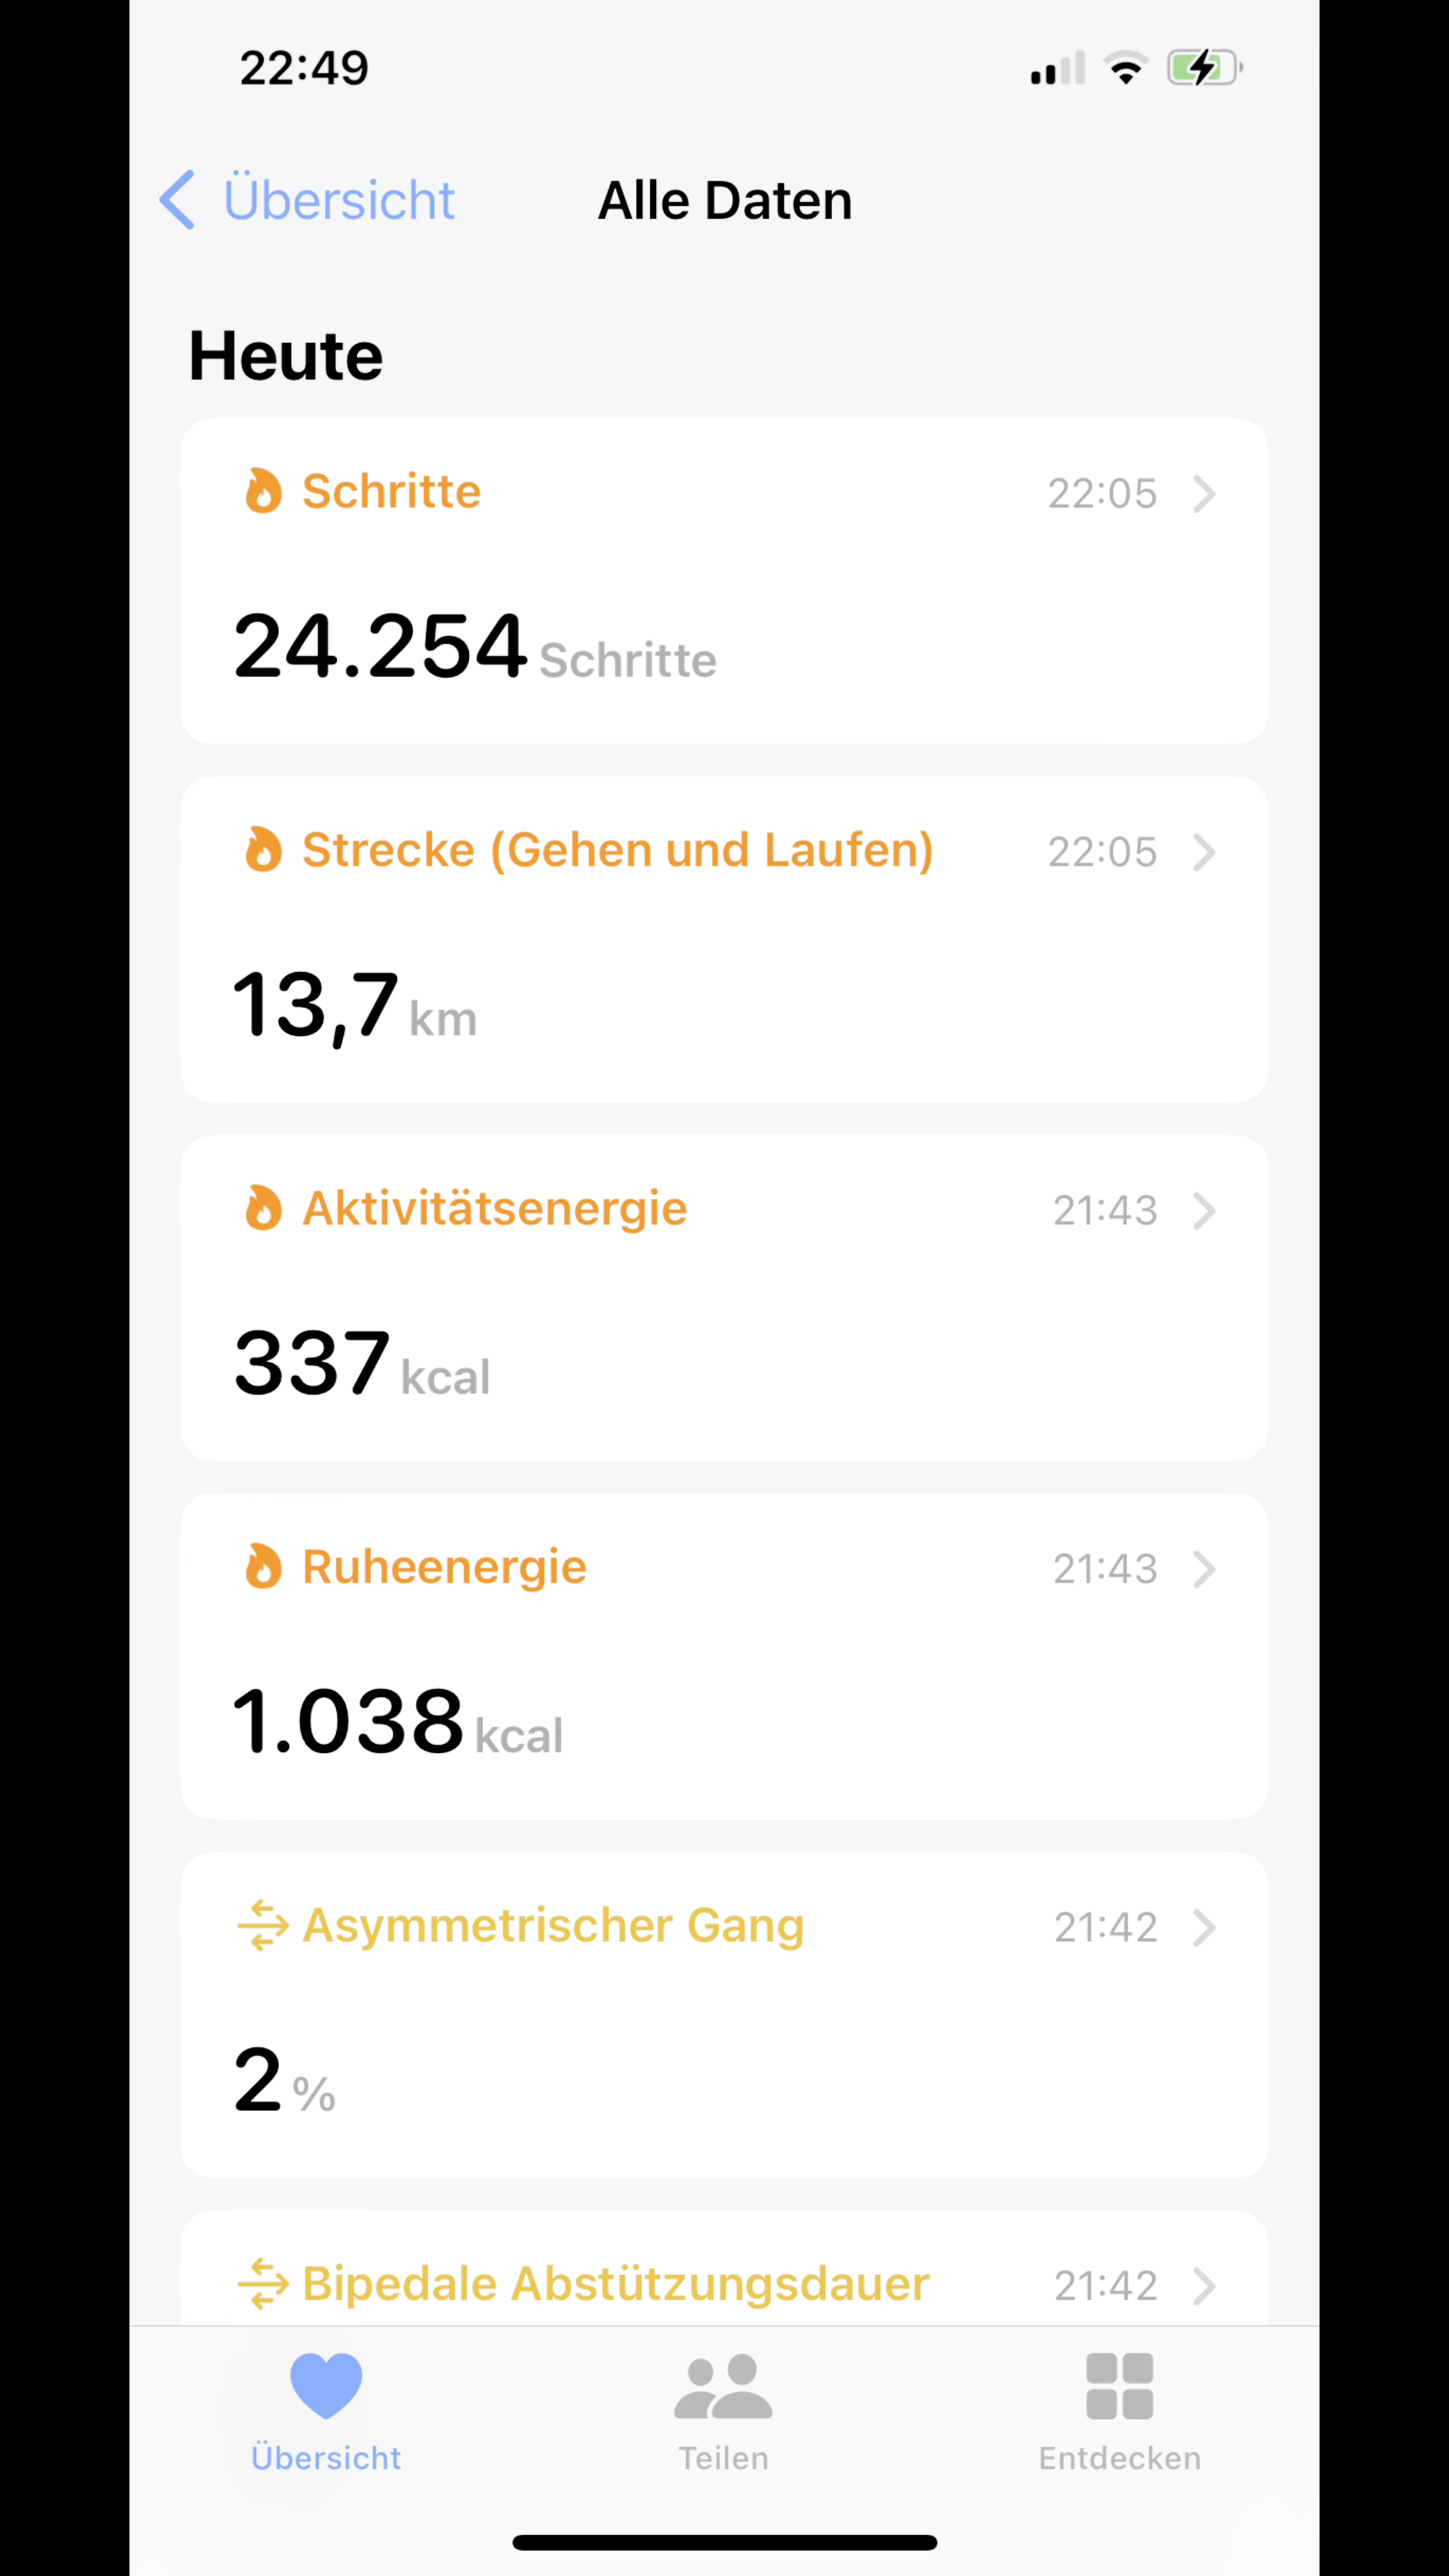 22:49
Übersicht Alle Daten
Heute
Schritte 22:05
24.254 Schritte
Strecke (Gehen und Laufen) 22:05
13,7 km
Aktivitätsenergie 21:43
337 kcal
Ruheenergie 21:43
1.038 kcal
Asymmetrischer Gang 21:42
2 %
Bipedale Abstützungsdauer 21:42
Übersicht Teilen Entdecken